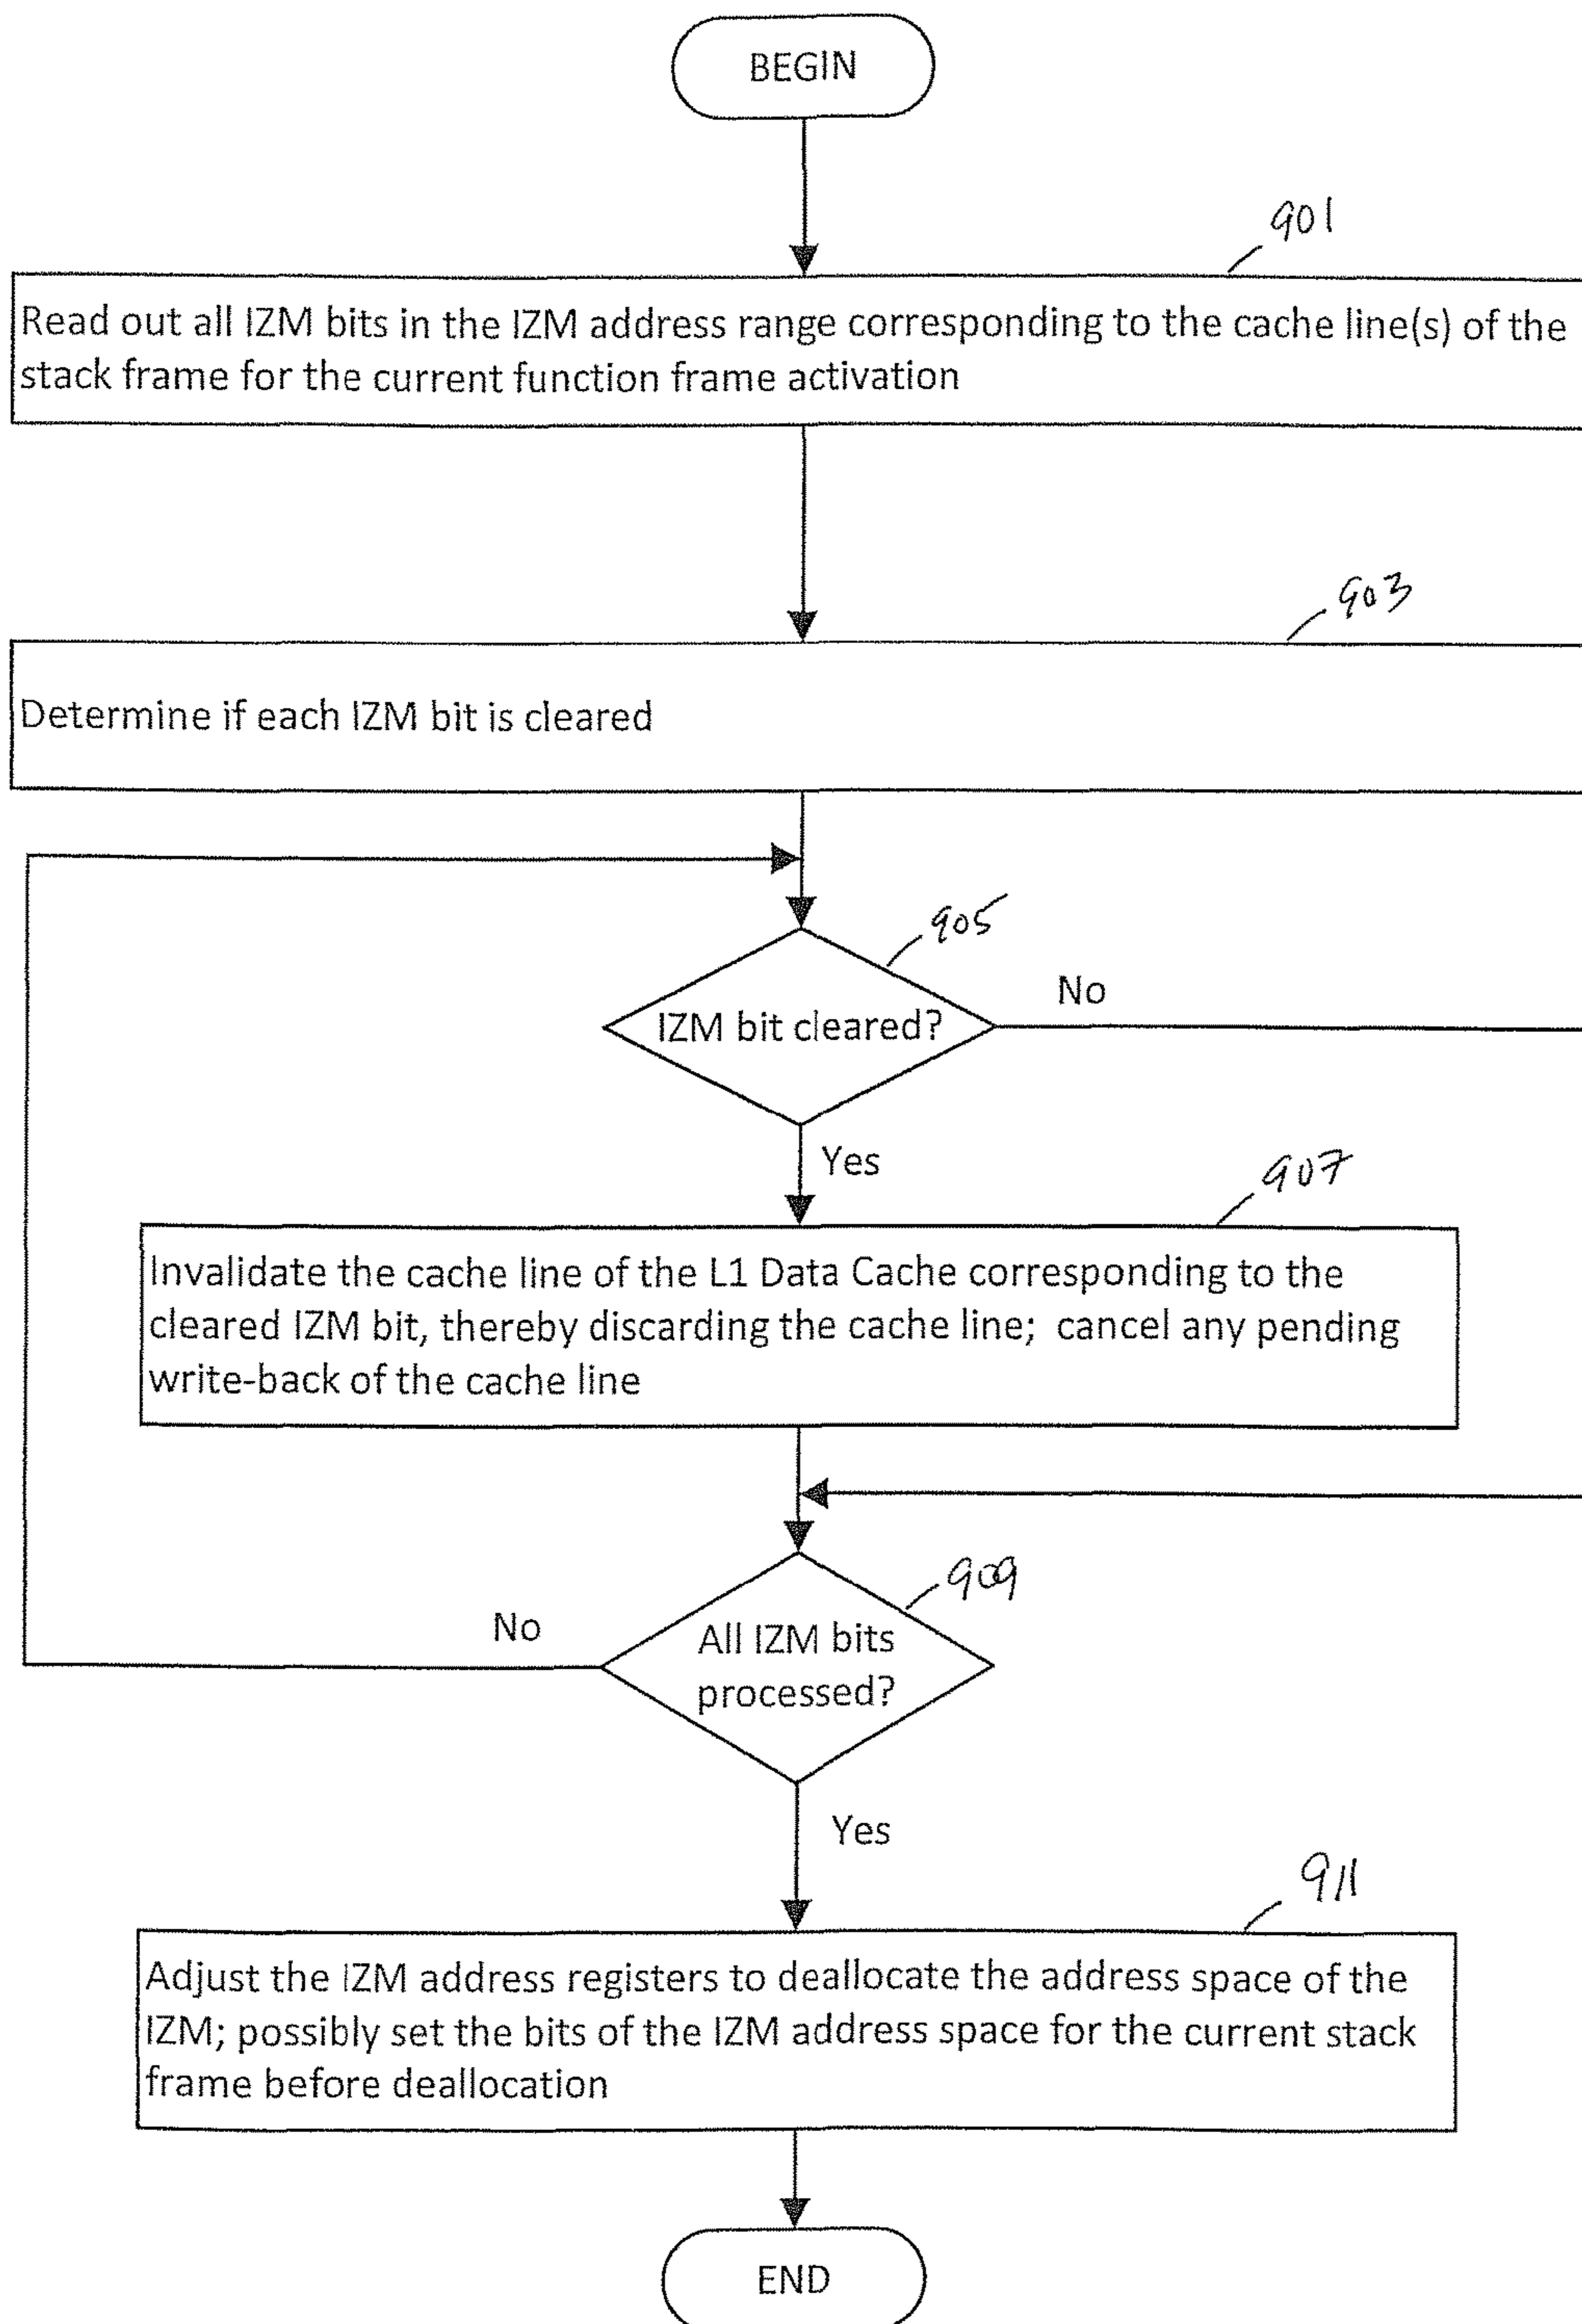 BEGIN
901
Read out all IZM bits in the IZM address range corresponding to the cache line(s) of the
stack frame for the current function frame activation
903
Determine if each IZM bit is cleared
905
IZM bit cleared?
No
Yes
907
Invalidate the cache line of the L1 Data Cache corresponding to the
cleared IZM bit, thereby discarding the cache line; cancel any pending
write-back of the cache line
909
All IZM bits
processed?
No
Yes
911
Adjust the IZM address registers to deallocate the address space of the
IZM; possibly set the bits of the IZM address space for the current stack
frame before deallocation
END